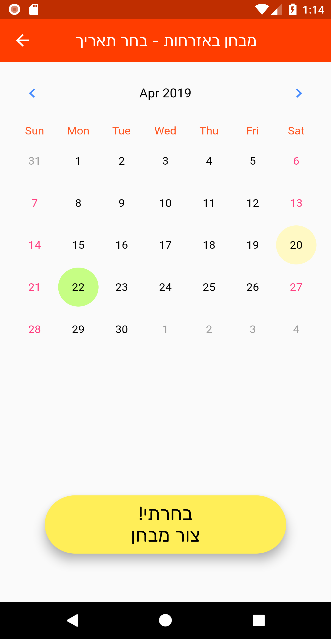 1:14
מבחן באזרחות - בחר תאריך
Apr 2019
Sun Mon Tue Wed Thu Fri Sat
31 1 2 3 4 5 6
7 8 9 10 11 12 13
14 15 16 17 18 19 20
21 22 23 24 25 26 27
28 29 30 1 2 3 4
בחרתי!
צור מבחן